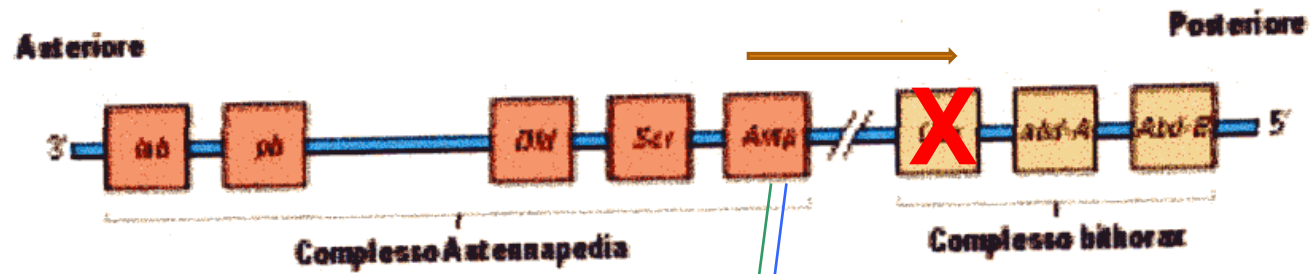 Anteriore
Posteriore
3' lab pb Dfd Scr Antp abd-A Abd-B 5'
Complesso Antennapedia
Complesso bithorax